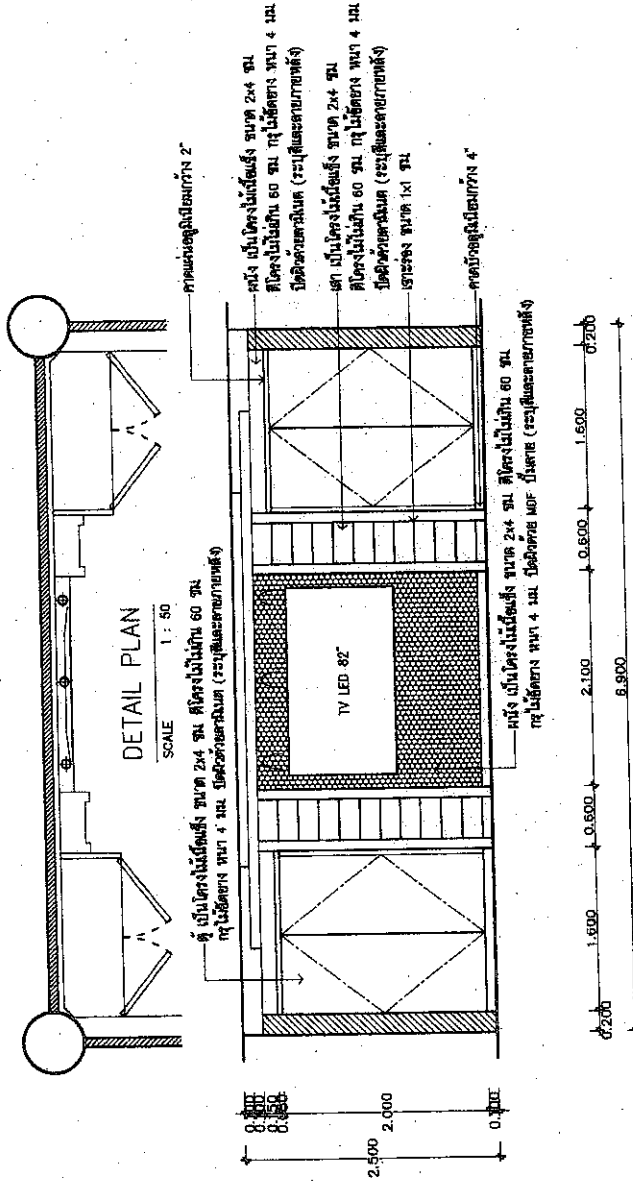 DETAIL PLAN
SCALE 1 : 50
ตู้ เป็นโครงไม้เนื้อแข็ง ขนาด 2x4 ซม ตีโครงไม้ไม่เกิน 60 ซม
กรุไม้อัดยาง หนา 4 มม ปิดผิวด้วยลามิเนต (ระบุสีและลายภายหลัง)
คาดแผ่นอลูมิเนียมกว้าง 2"
ผนัง เป็นโครงไม้เนื้อแข็ง ขนาด 2x4 ซม
ตีโครงไม้ไม่เกิน 60 ซม กรุไม้อัดยาง หนา 4 มม
ปิดผิวด้วยลามิเนต (ระบุสีและลายภายหลัง)
เสา เป็นโครงไม้เนื้อแข็ง ขนาด 2x4 ซม
ตีโครงไม้ไม่เกิน 60 ซม กรุไม้อัดยาง หนา 4 มม
ปิดผิวด้วยลามิเนต (ระบุสีและลายภายหลัง)
เซาะร่อง ขนาด 1x1 ซม
คาดบัวอลูมิเนียมกว้าง 4"
TV LED 82"
ผนัง เป็นโครงไม้เนื้อแข็ง ขนาด 2x4 ซม ตีโครงไม้ไม่เกิน 60 ซม
กรุไม้อัดยาง หนา 4 มม ปิดผิวด้วย MDF ปั๊มลาย (ระบุสีและลายภายหลัง)
2.000
2.500
0.200 1.600 0.600 2.100 0.600 1.600 0.200
6.900